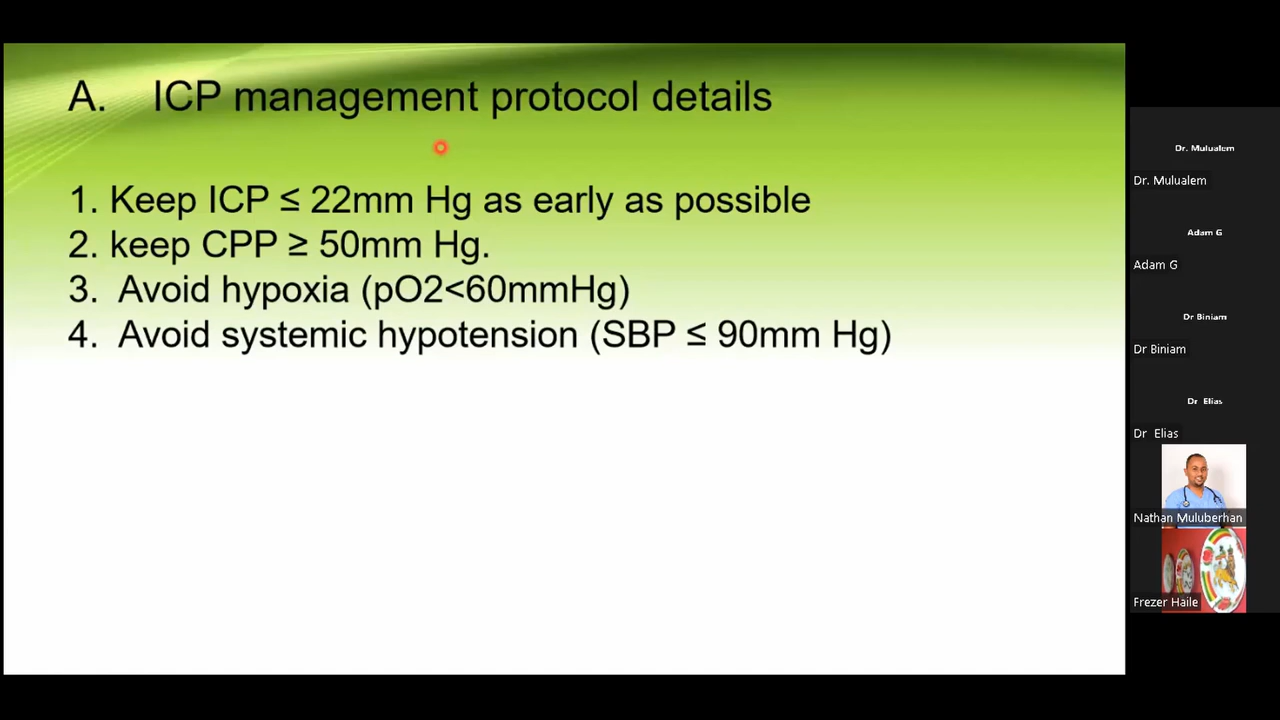 A. ICP management protocol details
1. Keep ICP ≤ 22mm Hg as early as possible
2. keep CPP ≥ 50mm Hg.
3. Avoid hypoxia (pO2<60mmHg)
4. Avoid systemic hypotension (SBP ≤ 90mm Hg)
Dr. Mulualem
Dr. Mulualem
Adam G
Adam G
Dr Biniam
Dr Biniam
Dr Elias
Dr Elias
Nathan Muluberhan
Frezer Haile